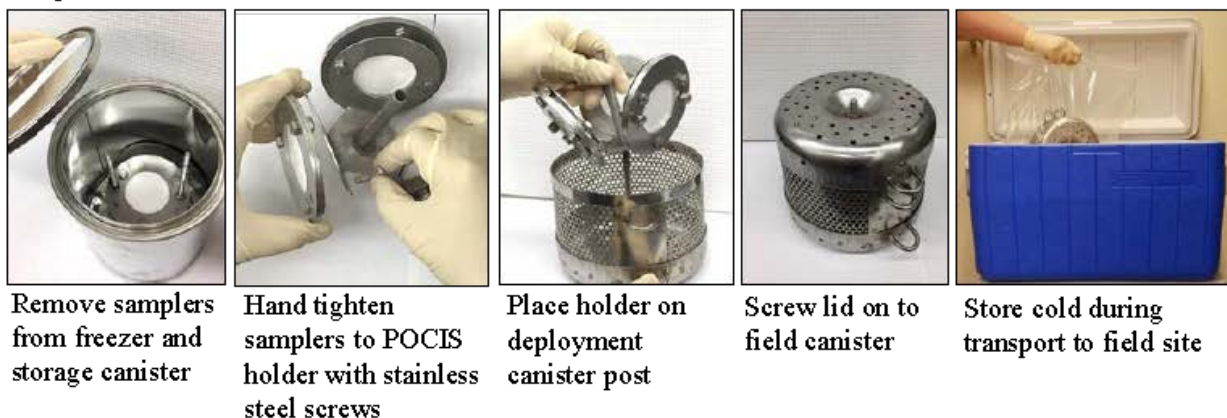 Remove samplers
from freezer and
storage canister
Hand tighten
samplers to POCIS
holder with stainless
steel screws
Place holder on
deployment
canister post
Screw lid on to
field canister
Store cold during
transport to field site